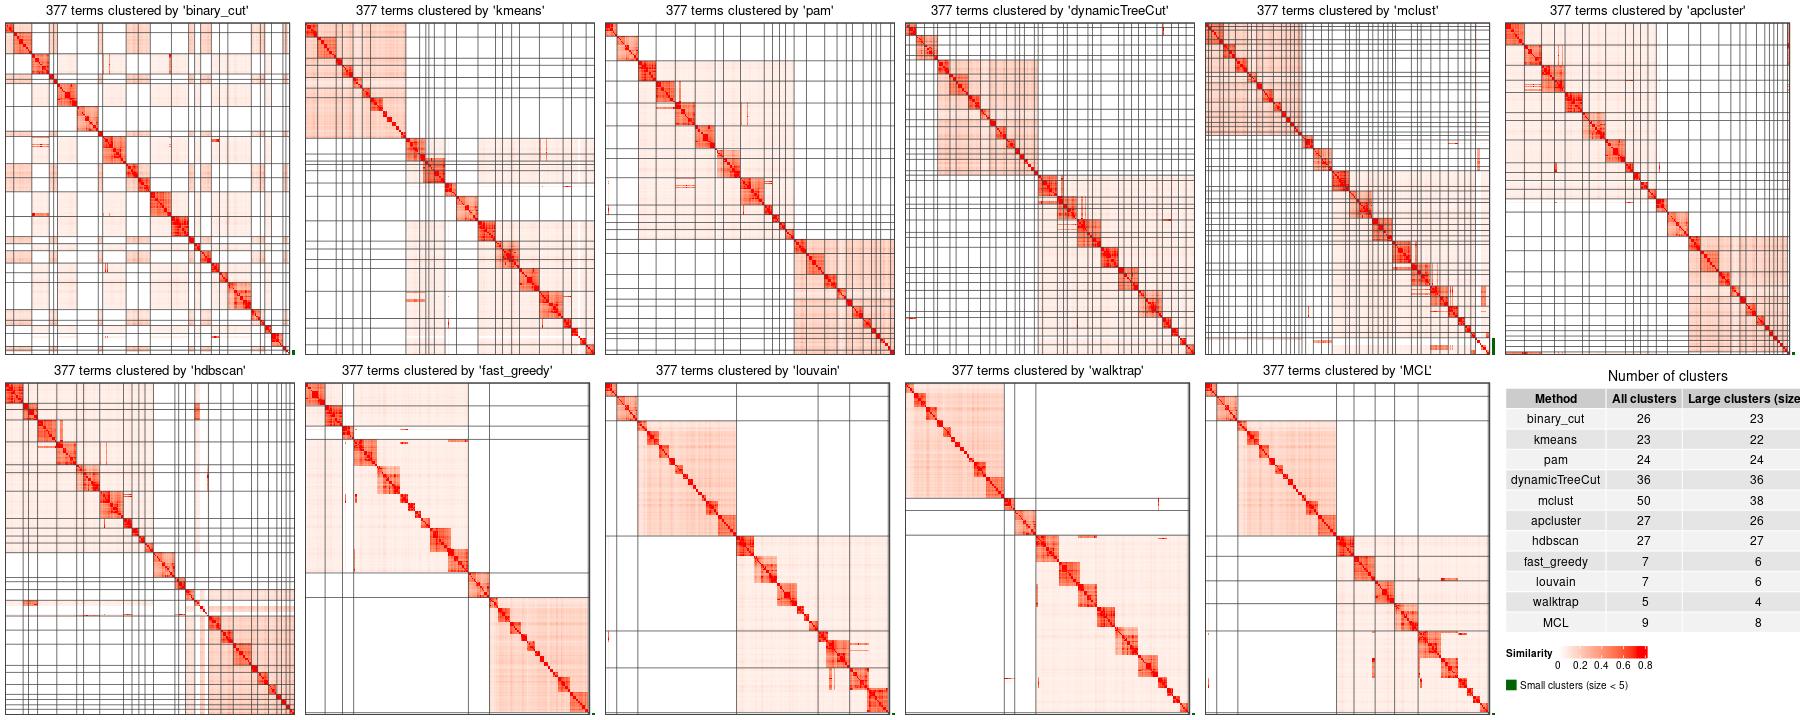 377 terms clustered by 'binary_cut'
377 terms clustered by 'kmeans'
377 terms clustered by 'pam'
377 terms clustered by 'dynamicTreeCut'
377 terms clustered by 'mclust'
377 terms clustered by 'apcluster'
377 terms clustered by 'hdbscan'
377 terms clustered by 'fast_greedy'
377 terms clustered by 'louvain'
377 terms clustered by 'walktrap'
377 terms clustered by 'MCL'
Number of clusters
Method All clusters Large clusters (size
binary_cut 26 23
kmeans 23 22
pam 24 24
dynamicTreeCut 36 36
mclust 50 38
apcluster 27 26
hdbscan 27 27
fast_greedy 7 6
louvain 7 6
walktrap 5 4
MCL 9 8
Similarity
0 0.2 0.4 0.6 0.8
Small clusters (size < 5)